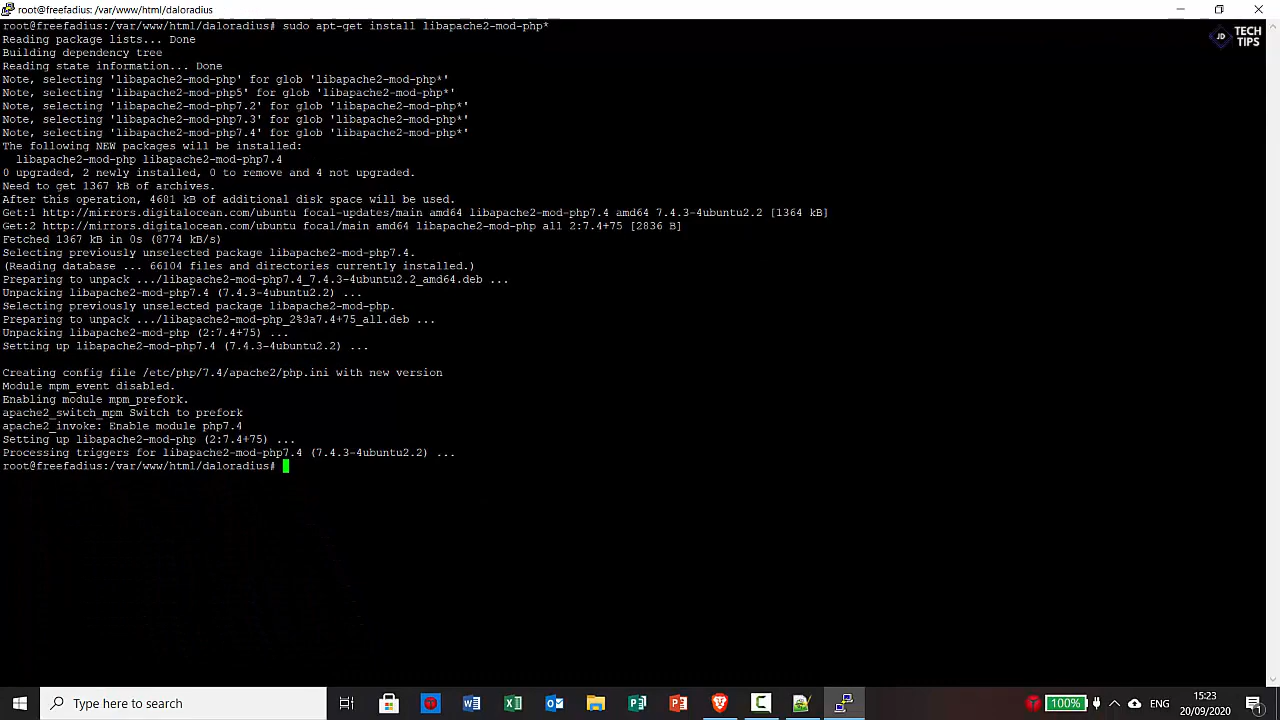 root@freefadius: /var/www/html/daloradius
root@freefadius:/var/www/html/daloradius# sudo apt-get install libapache2-mod-php*
Reading package lists... Done
Building dependency tree
Reading state information... Done
Note, selecting 'libapache2-mod-php' for glob 'libapache2-mod-php*'
Note, selecting 'libapache2-mod-php5' for glob 'libapache2-mod-php*'
Note, selecting 'libapache2-mod-php7.2' for glob 'libapache2-mod-php*'
Note, selecting 'libapache2-mod-php7.3' for glob 'libapache2-mod-php*'
Note, selecting 'libapache2-mod-php7.4' for glob 'libapache2-mod-php*'
The following NEW packages will be installed:
libapache2-mod-php libapache2-mod-php7.4
0 upgraded, 2 newly installed, 0 to remove and 4 not upgraded.
Need to get 1367 kB of archives.
After this operation, 4681 kB of additional disk space will be used.
Get:1 http://mirrors.digitalocean.com/ubuntu focal-updates/main amd64 libapache2-mod-php7.4 amd64 7.4.3-4ubuntu2.2 [1364 kB]
Get:2 http://mirrors.digitalocean.com/ubuntu focal/main amd64 libapache2-mod-php all 2:7.4+75 [2836 B]
Fetched 1367 kB in 0s (8774 kB/s)
Selecting previously unselected package libapache2-mod-php7.4.
(Reading database ... 66104 files and directories currently installed.)
Preparing to unpack .../libapache2-mod-php7.4_7.4.3-4ubuntu2.2_amd64.deb ...
Unpacking libapache2-mod-php7.4 (7.4.3-4ubuntu2.2) ...
Selecting previously unselected package libapache2-mod-php.
Preparing to unpack .../libapache2-mod-php_2%3a7.4+75_all.deb ...
Unpacking libapache2-mod-php (2:7.4+75) ...
Setting up libapache2-mod-php7.4 (7.4.3-4ubuntu2.2) ...
Creating config file /etc/php/7.4/apache2/php.ini with new version
Module mpm_event disabled.
Enabling module mpm_prefork.
apache2_switch_mpm Switch to prefork
apache2_invoke: Enable module php7.4
Setting up libapache2-mod-php (2:7.4+75) ...
Processing triggers for libapache2-mod-php7.4 (7.4.3-4ubuntu2.2) ...
root@freefadius:/var/www/html/daloradius#
JD TECH
TIPS
Type here to search
100%
ENG
15:23
20/09/2020